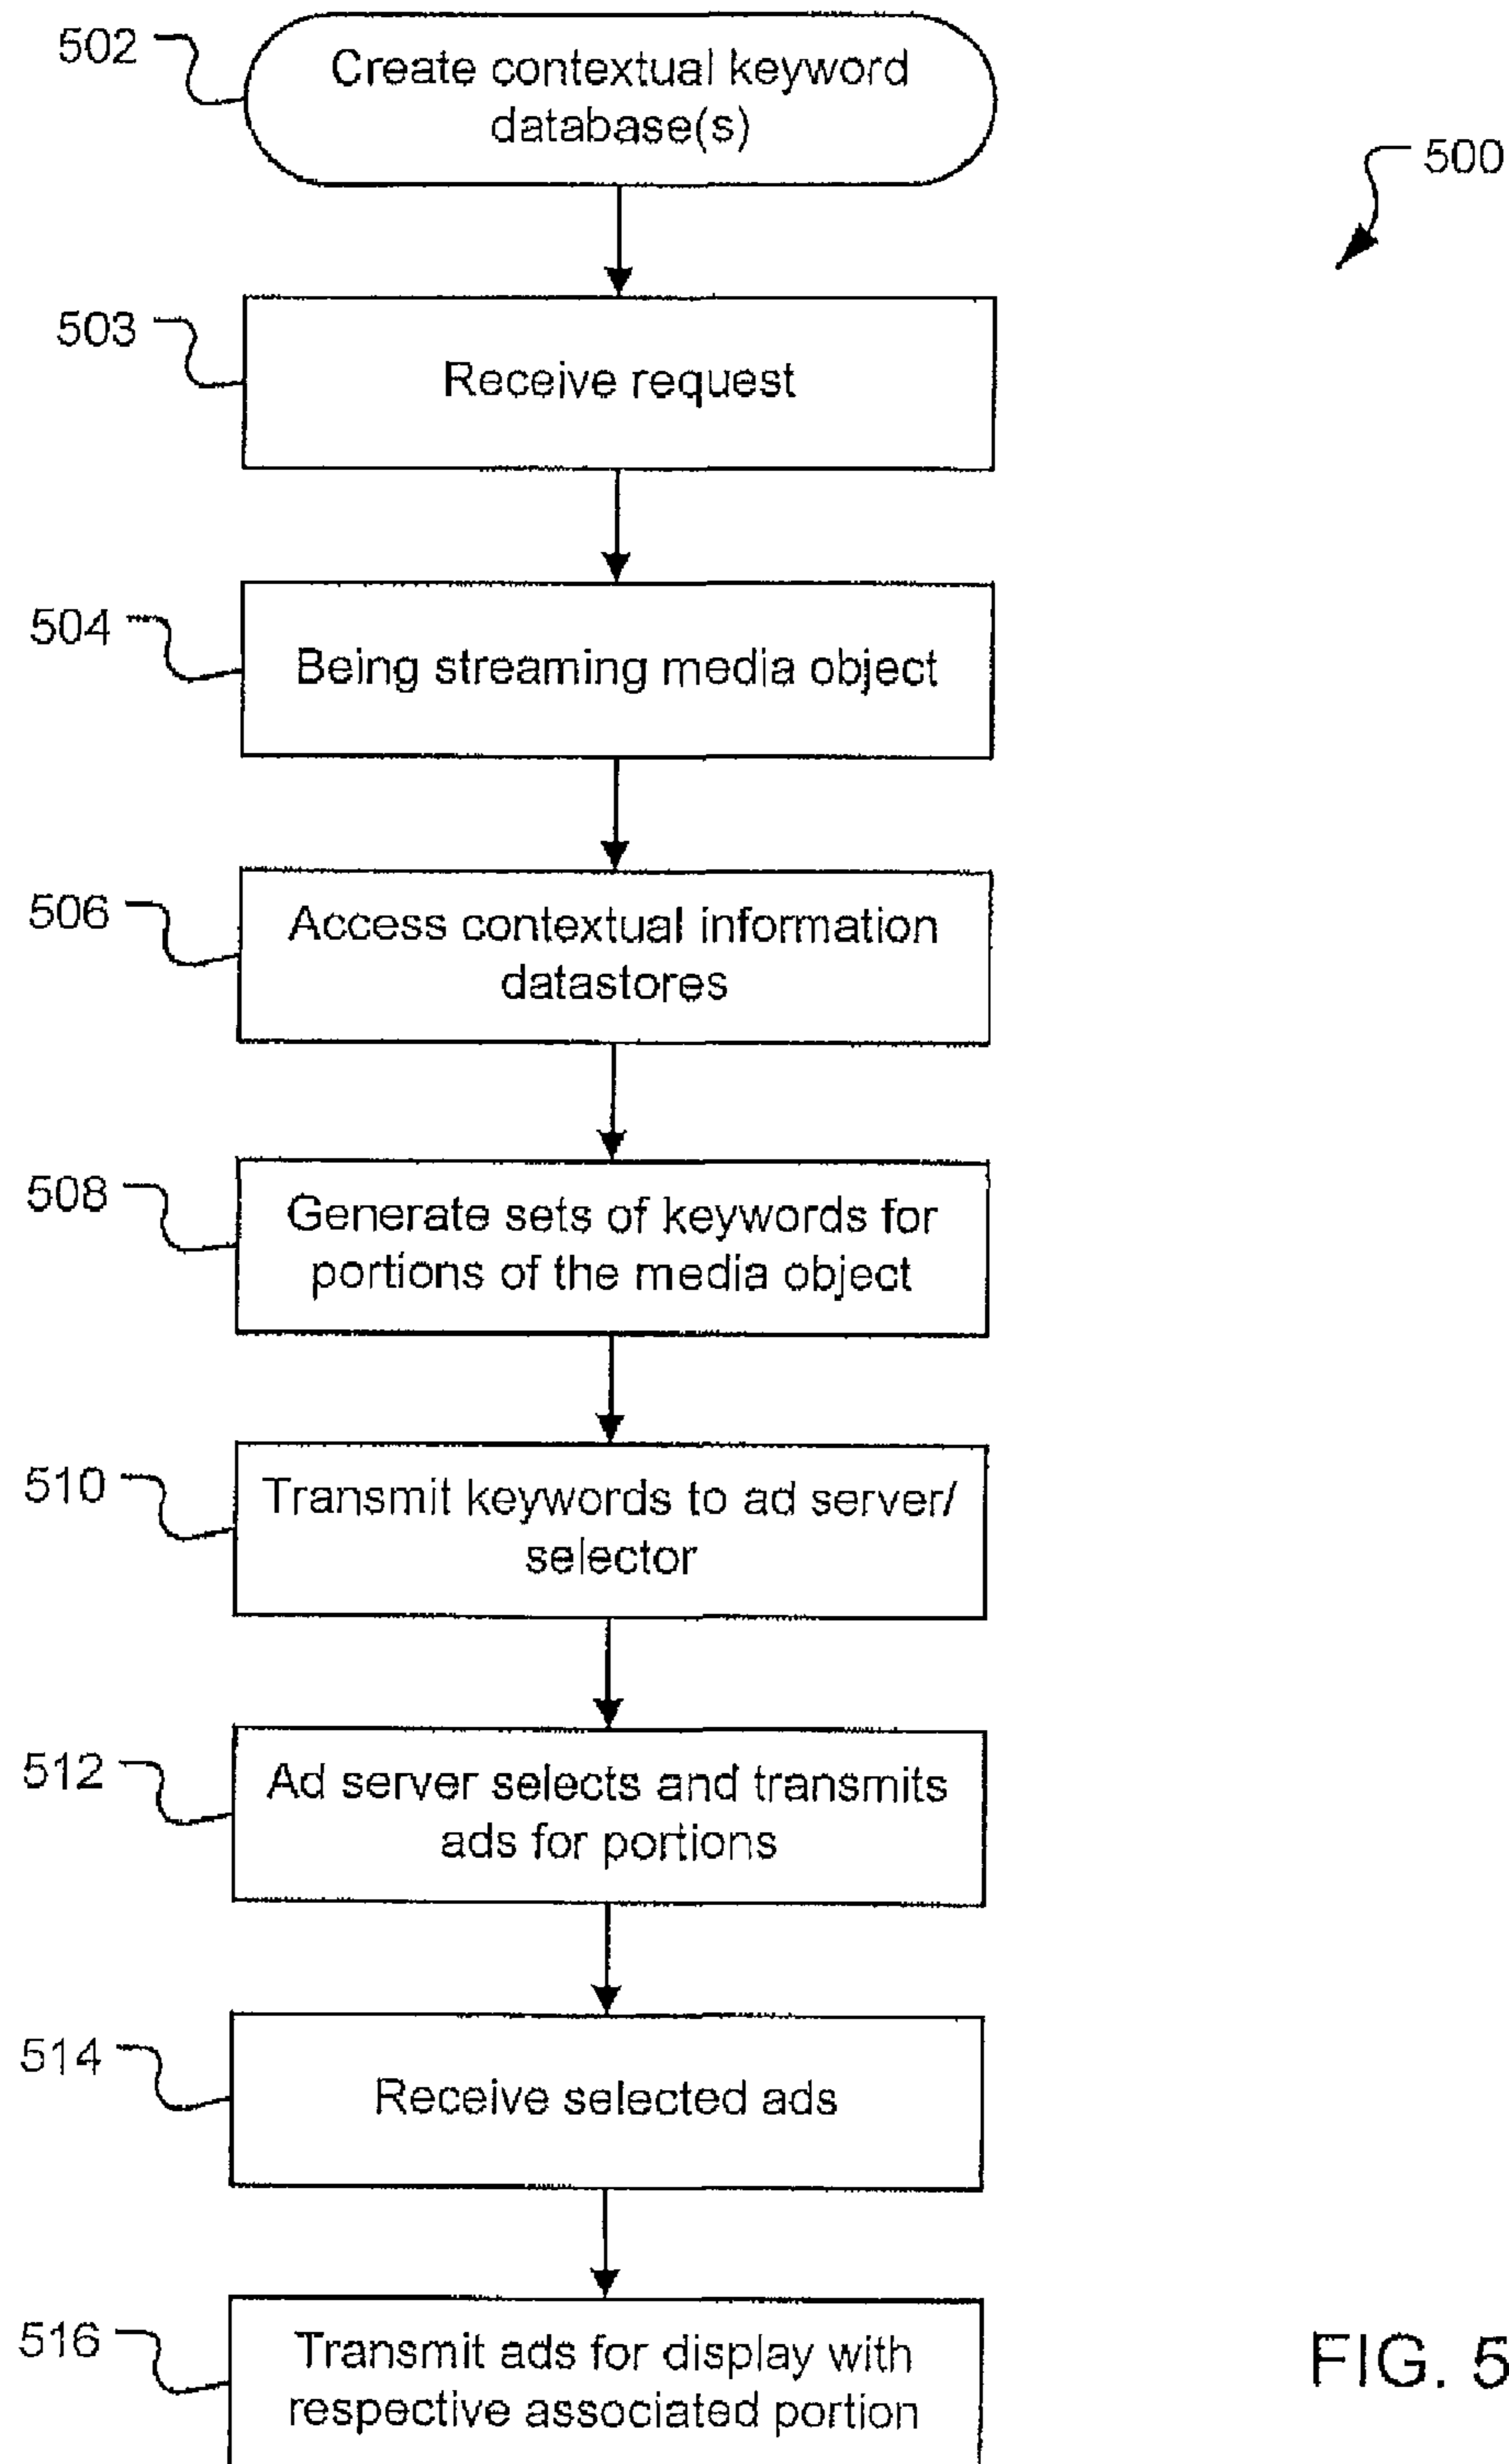 502
Create contextual keyword
database(s)
500
503
Receive request
504
Being streaming media object
506
Access contextual information
datastores
508
Generate sets of keywords for
portions of the media object
510
Transmit keywords to ad server/
selector
512
Ad server selects and transmits
ads for portions
514
Receive selected ads
516
Transmit ads for display with
respective associated portion
FIG. 5